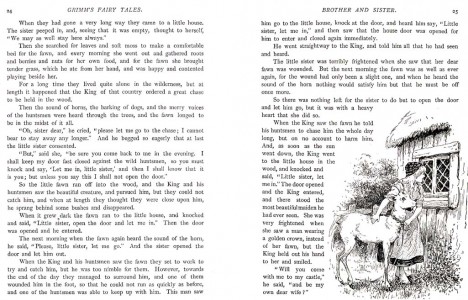 24 GRIMM'S FAIRY TALES.
When they had gone a very long way they came to a little house.
The sister peeped in, and, seeing that it was empty, thought to herself,
"We may as well stay here always."
Then she searched for leaves and soft moss to make a comfortable
bed for the fawn, and every morning she went out and gathered roots
and berries and nuts for her own food, and for the fawn she brought
under grass, which he ate from her hand, and was happy and contented
playing beside her.
For a long time they lived quite alone in the wilderness, but at
length it happened that the King of that country ordered a great chase
to be held in the wood.
Then the sound of horns, the barking of dogs, and the merry voices
of the huntsmen were heard through the trees, and the fawn longed to
be in the midst of it all.
"Oh, sister dear," he cried, "please let me go to the chase; I cannot
bear to stay away any longer." And he begged so eagerly that at last
the little sister consented.
"But," said she, "be sure you come back to me in the evening. I
shall keep my door fast closed against the wild huntsmen, so you must
knock and say, 'Let me in, little sister,' and then I shall know that it
is you; but unless you say this I shall not open the door."
So the little fawn ran off into the wood, and the King and his
huntsmen saw the beautiful creature, and pursued him, but they could not
catch him, and when at length they thought they were close upon him,
he sprang behind some bushes and disappeared.
When it grew dark the fawn ran to the little house, and knocked
and said, "Little sister, open the door and let me in." Then the door
was opened and he entered.
The next morning when the fawn again heard the sound of the horn,
he said, "Please, little sister, let me go." And the sister opened the
door and let him out.
When the King and his huntsmen saw the fawn they set to work to
try and catch him, but he was too nimble for them. However, towards
the end of the day they managed to surround him, and one of them
wounded him in the foot, so that he could not run as quickly as before,
and one of the huntsmen was able to keep up with him. This man saw
BROTHER AND SISTER. 25
him go to the little house, knock at the door, and heard him say, "Little
sister, let me in," and then saw that the house door was opened for
him to enter and closed again immediately.
He went straightway to the King, and told him all that he had seen
and heard.
The little sister was terribly frightened when she saw that her dear
fawn was wounded. But the next morning the fawn was as well as ever
again, for the wound had only been a slight one, and when he heard the
sound of the horn nothing would satisfy him but that he must be off
once more.
So there was nothing left for the sister to do but to open the door
and let him go, but it was with a heavy
heart that she did so.
When the King saw the fawn he told
his huntsmen to chase him the whole day
long, but on no account to harm him.
And, as soon as the sun
went down, the King went
to the little house in the
wood, and knocked and
said, "Little sister, let
me in." The door opened
and the King entered,
and there stood the
most beautiful maiden he
had ever seen. She was
very frightened when
she saw a man wearing
a golden crown, instead
of her fawn, but the
King held out his hand
to her and smiled.
"Will you come
with me to my castle,"
he said, "and be my
own dear wife?"